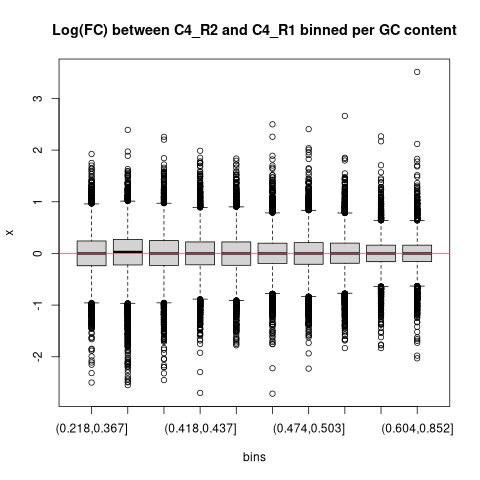 Log(FC) between C4_R2 and C4_R1 binned per GC content
3
2
1
0
-1
-2
x
(0.218,0.367] (0.418,0.437] (0.474,0.503] (0.604,0.852]
bins